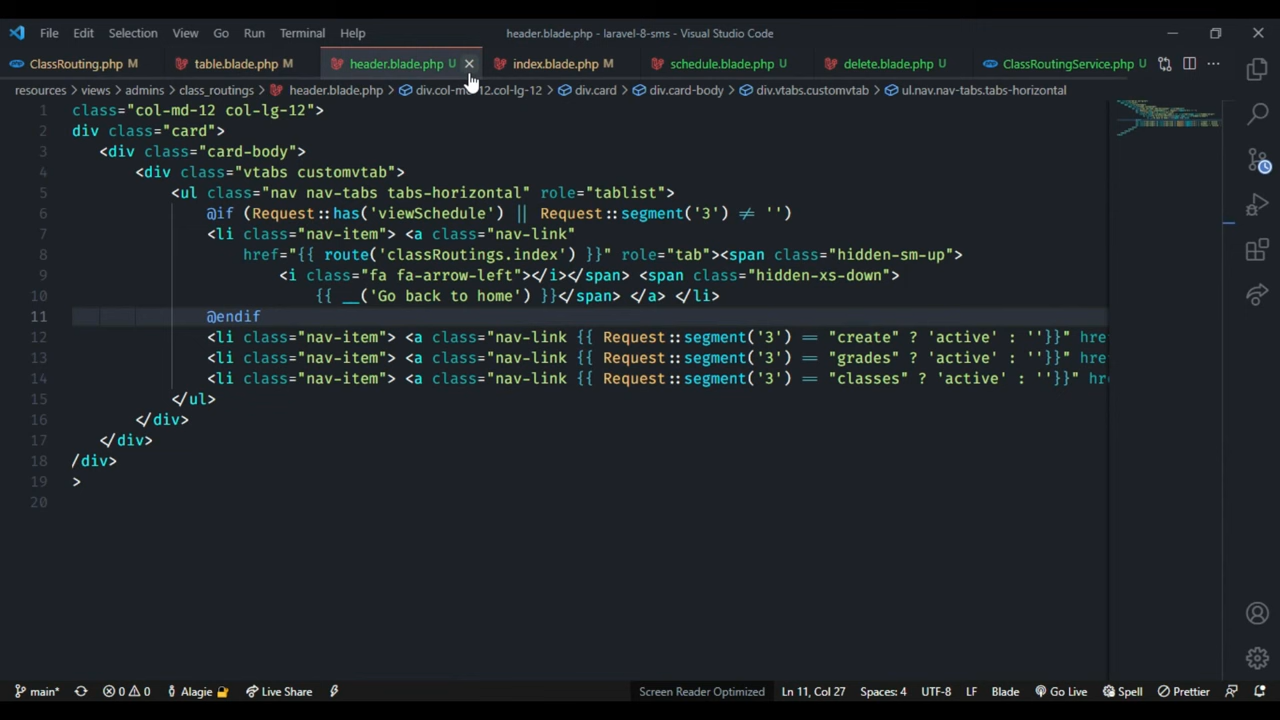 File Edit Selection View Go Run Terminal Help header.blade.php - laravel-8-sms - Visual Studio Code
ClassRouting.php M table.blade.php M header.blade.php U index.blade.php M schedule.blade.php U delete.blade.php U ClassRoutingService.php U
resources > views > admins > class_routings > header.blade.php > div.col-md-12.col-lg-12 > div.card > div.card-body > div.vtabs.customvtab > ul.nav.nav-tabs.tabs-horizontal
1 class="col-md-12 col-lg-12">
2 div class="card">
3 <div class="card-body">
4 <div class="vtabs customvtab">
5 <ul class="nav nav-tabs tabs-horizontal" role="tablist">
6 @if (Request::has('viewSchedule') || Request::segment('3') ≠ '')
7 <li class="nav-item"> <a class="nav-link"
8 href="{{ route('classRoutings.index') }}" role="tab"><span class="hidden-sm-up">
9 <i class="fa fa-arrow-left"></i></span> <span class="hidden-xs-down">
10 {{ __('Go back to home') }}</span> </a> </li>
11 @endif
12 <li class="nav-item"> <a class="nav-link {{ Request::segment('3') == "create" ? 'active' : ''}}" hre
13 <li class="nav-item"> <a class="nav-link {{ Request::segment('3') == "grades" ? 'active' : ''}}" href
14 <li class="nav-item"> <a class="nav-link {{ Request::segment('3') == "classes" ? 'active' : ''}}" hr
15 </ul>
16 </div>
17 </div>
18 /div>
19 >
20
main* 0 0 Alagie Live Share Screen Reader Optimized Ln 11, Col 27 Spaces: 4 UTF-8 LF Blade Go Live Spell Prettier